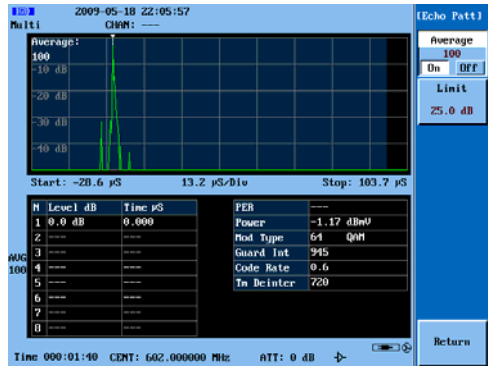 2009-05-18 22:05:57
Multi CHAN: ---
[Echo Patt]
Average:
100
-10 dB
-20 dB
-30 dB
-40 dB
Average
100
On Off
Limit
25.0 dB
Start: -28.6 µS 13.2 µS/Div Stop: 103.7 µS
N Level dB Time µS
1 0.0 dB 0.000
2 --- ---
3 --- ---
4 --- ---
5 --- ---
6 --- ---
7 --- ---
8 --- ---
AVG
100
PER ---
Power -1.17 dBmV
Mod Type 64 QAM
Guard Int 945
Code Rate 0.6
Tm Deinter 720
Return
Time 000:01:40 CENT: 602.000000 MHz ATT: 0 dB